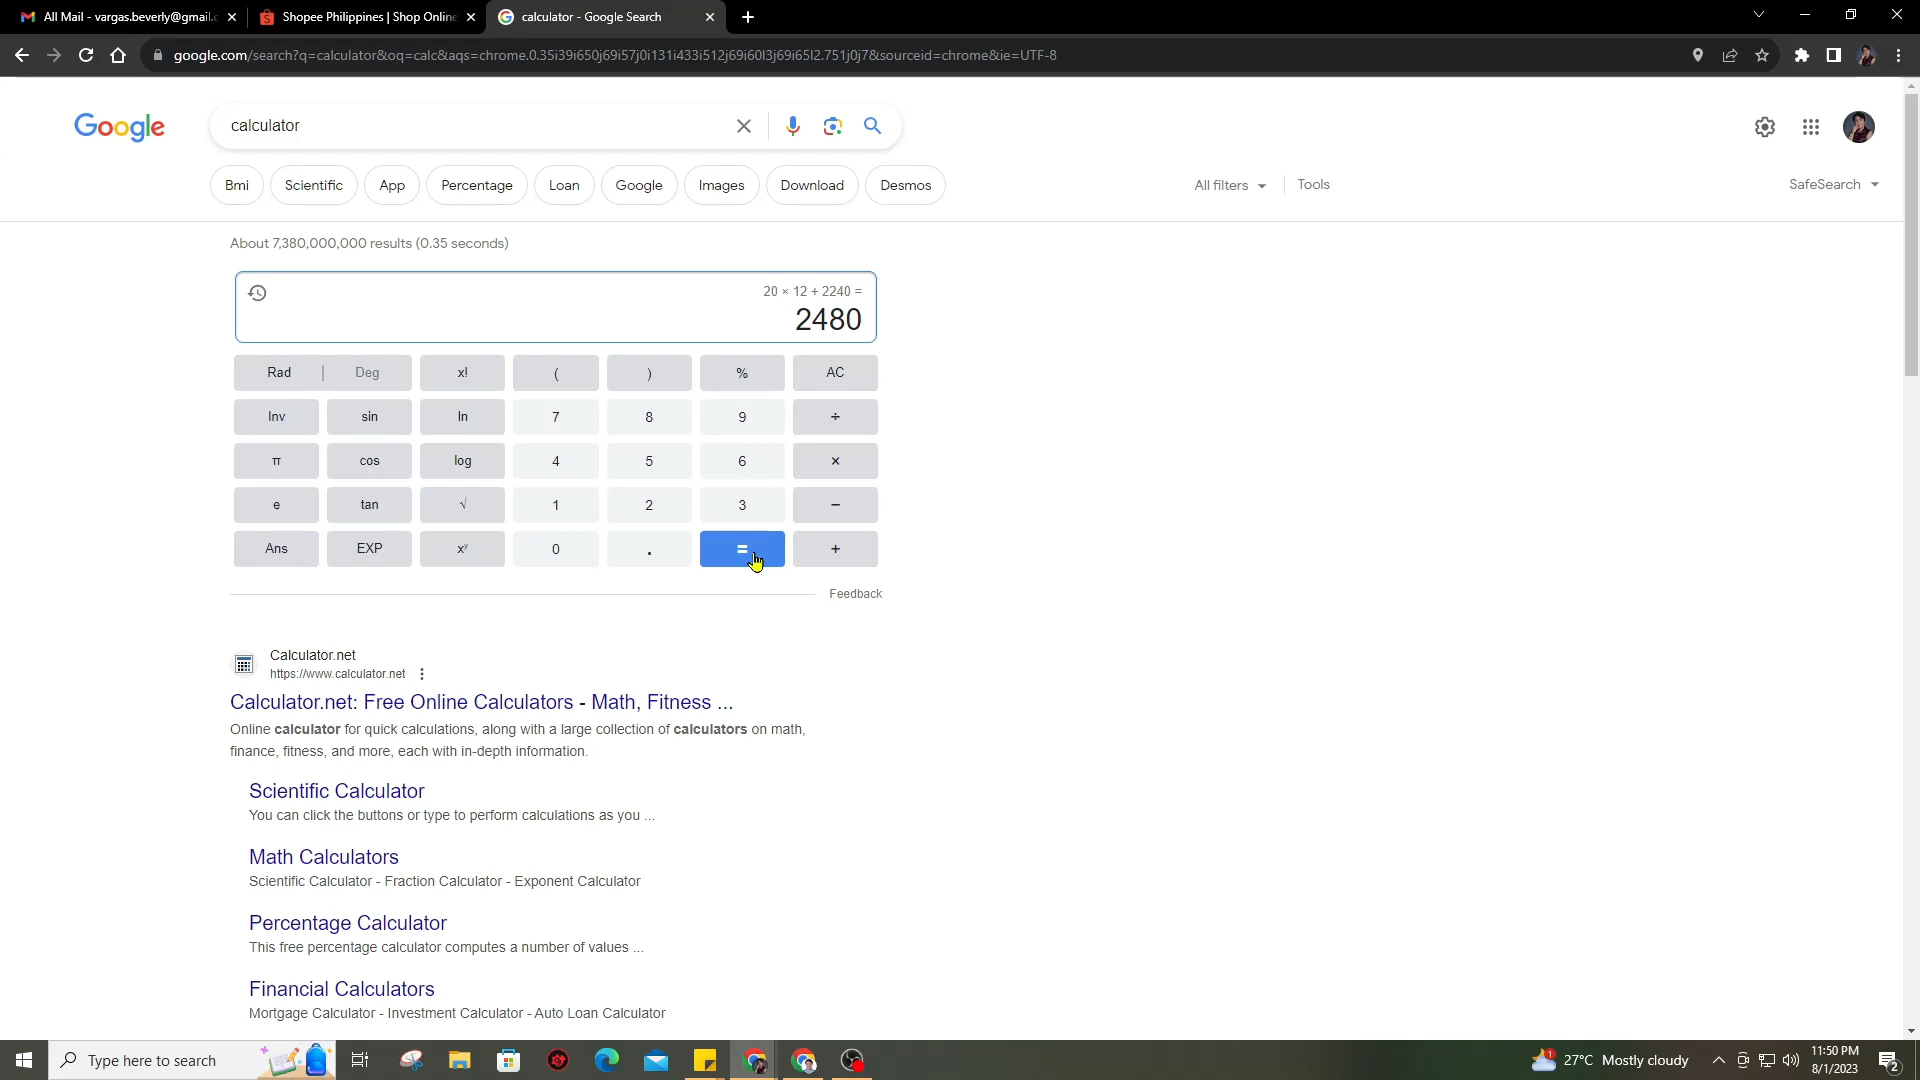 All Mail - vargas.beverly@gmail.c
Shopee Philippines | Shop Online
calculator - Google Search
google.com/search?q=calculator&oq=calc&aqs=chrome.0.35i39i650j69i57j0i131i433i512j69i60l3j69i65l2.751j0j7&sourceid=chrome&ie=UTF-8
Google
calculator
Bmi
Scientific
App
Percentage
Loan
Google
Images
Download
Desmos
All filters
Tools
SafeSearch
About 7,380,000,000 results (0.35 seconds)
20 × 12 + 2240 =
2480
Rad | Deg x! ( ) % AC
Inv sin ln 7 8 9 ÷
π cos log 4 5 6 ×
e tan √ 1 2 3 −
Ans EXP xʸ 0 . = +
Feedback
Calculator.net
https://www.calculator.net
Calculator.net: Free Online Calculators - Math, Fitness ...
Online calculator for quick calculations, along with a large collection of calculators on math,
finance, fitness, and more, each with in-depth information.
Scientific Calculator
You can click the buttons or type to perform calculations as you ...
Math Calculators
Scientific Calculator - Fraction Calculator - Exponent Calculator
Percentage Calculator
This free percentage calculator computes a number of values ...
Financial Calculators
Mortgage Calculator - Investment Calculator - Auto Loan Calculator
Type here to search
1
27°C Mostly cloudy
11:50 PM
8/1/2023
2